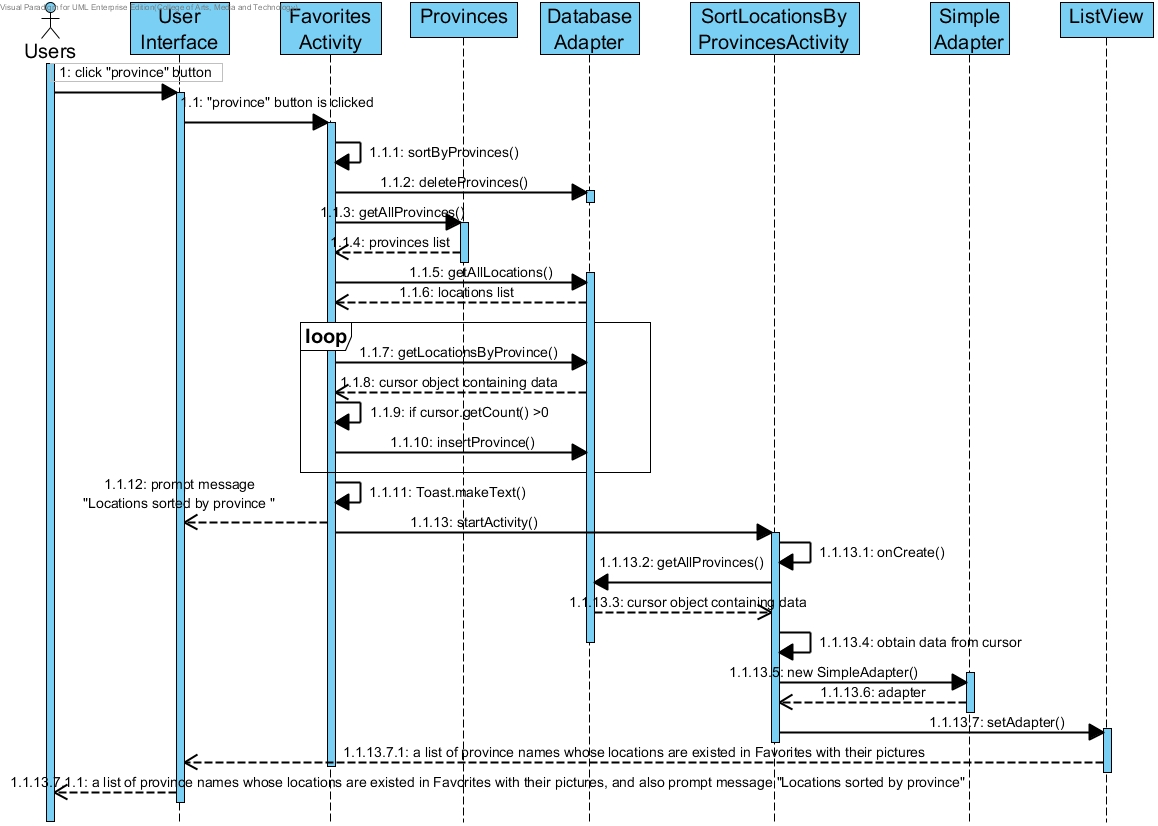 Visual Paradigm for UML Enterprise Edition(College of Arts, Media and Technology)
Users
User
Interface
Favorites
Activity
Provinces
Database
Adapter
SortLocationsBy
ProvincesActivity
Simple
Adapter
ListView
1: click "province" button
1.1: "province" button is clicked
1.1.1: sortByProvinces()
1.1.2: deleteProvinces()
1.1.3: getAllProvinces()
1.1.4: provinces list
1.1.5: getAllLocations()
1.1.6: locations list
loop
1.1.7: getLocationsByProvince()
1.1.8: cursor object containing data
1.1.9: if cursor.getCount() >0
1.1.10: insertProvince()
1.1.12: prompt message
"Locations sorted by province "
1.1.11: Toast.makeText()
1.1.13: startActivity()
1.1.13.1: onCreate()
1.1.13.2: getAllProvinces()
1.1.13.3: cursor object containing data
1.1.13.4: obtain data from cursor
1.1.13.5: new SimpleAdapter()
1.1.13.6: adapter
1.1.13.7: setAdapter()
1.1.13.7.1: a list of province names whose locations are existed in Favorites with their pictures
1.1.13.7.1.1: a list of province names whose locations are existed in Favorites with their pictures, and also prompt message "Locations sorted by province"